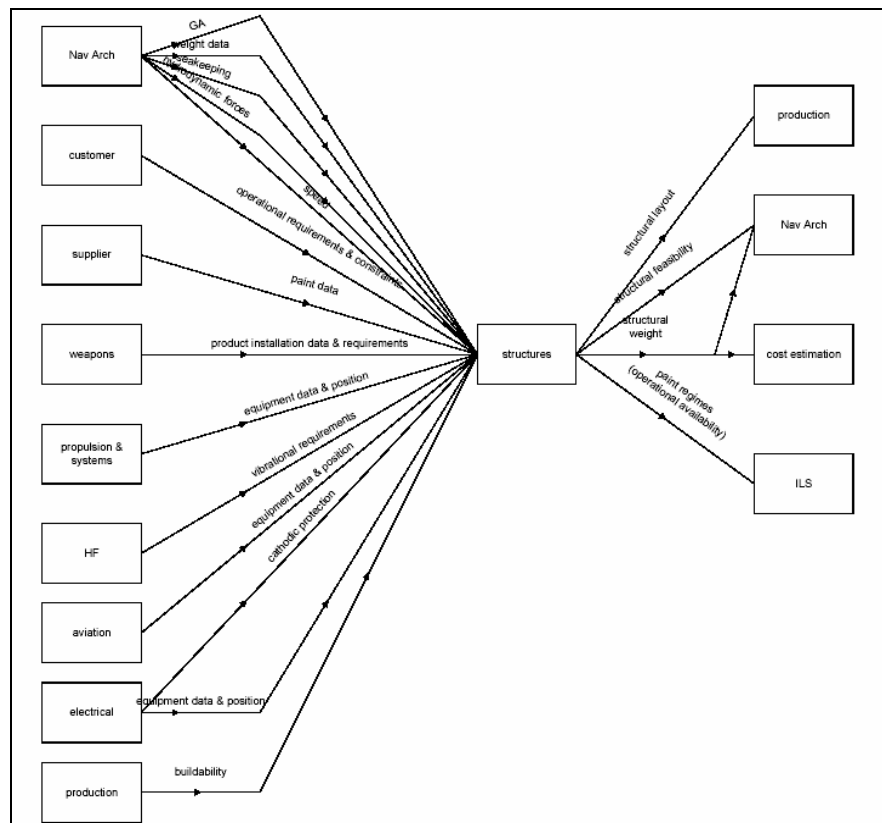 GA
Nav Arch
weight data
seakeeping
hydrodynamic forces
speed
customer
operational requirements & constraints
supplier
paint data
weapons
product installation data & requirements
propulsion &
systems
equipment data & position
HF
vibrational requirements
aviation
equipment data & position
electrical
cathodic protection
equipment data & position
production
buildability
structures
structural layout
production
structural feasibility
Nav Arch
structural
weight
cost estimation
paint regimes
(operational availability)
ILS